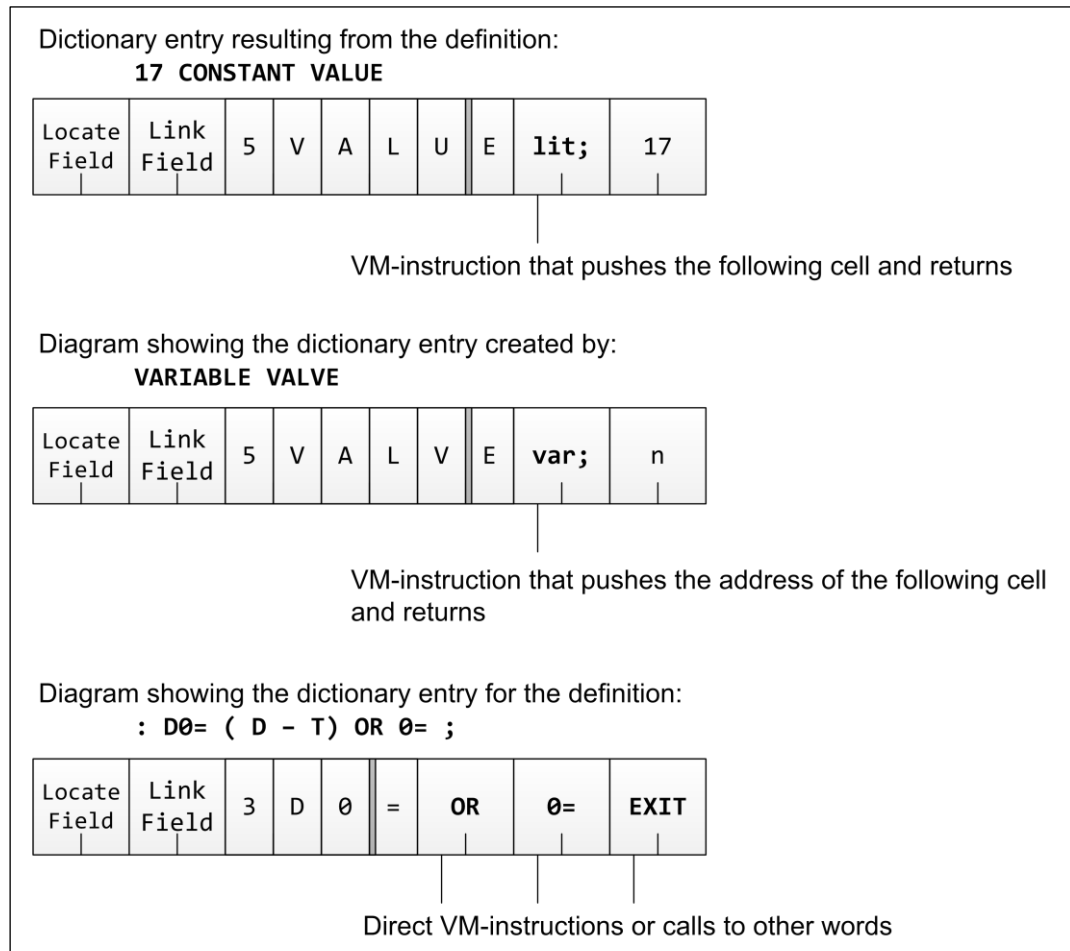 Dictionary entry resulting from the definition:
17 CONSTANT VALUE
Locate Field Link Field 5 V A L U E lit; 17
VM-instruction that pushes the following cell and returns
Diagram showing the dictionary entry created by:
VARIABLE VALVE
Locate Field Link Field 5 V A L V E var; n
VM-instruction that pushes the address of the following cell
and returns
Diagram showing the dictionary entry for the definition:
: D0= ( D – T) OR 0= ;
Locate Field Link Field 3 D 0 = OR 0= EXIT
Direct VM-instructions or calls to other words